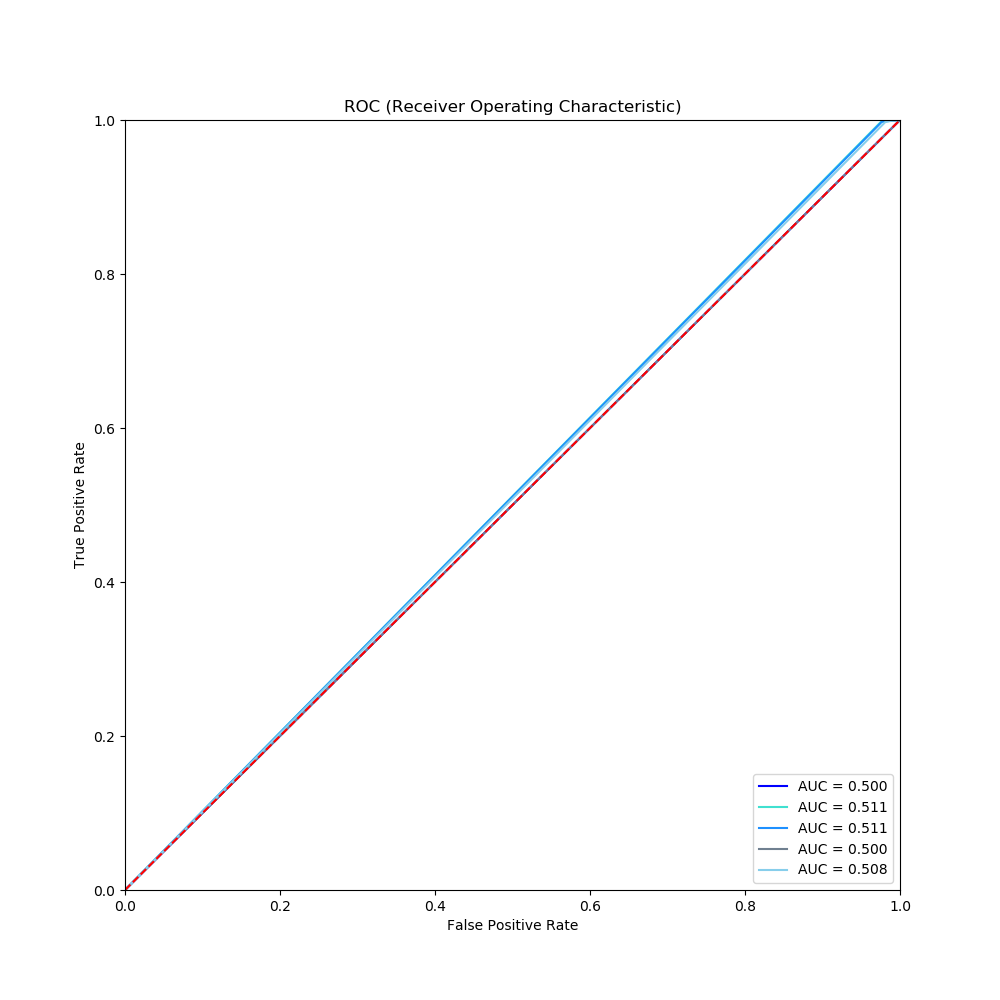 ROC (Receiver Operating Characteristic)
1.0
0.8
0.6
0.4
0.2
0.0
True Positive Rate
0.0 0.2 0.4 0.6 0.8 1.0
False Positive Rate
AUC = 0.500
AUC = 0.511
AUC = 0.511
AUC = 0.500
AUC = 0.508